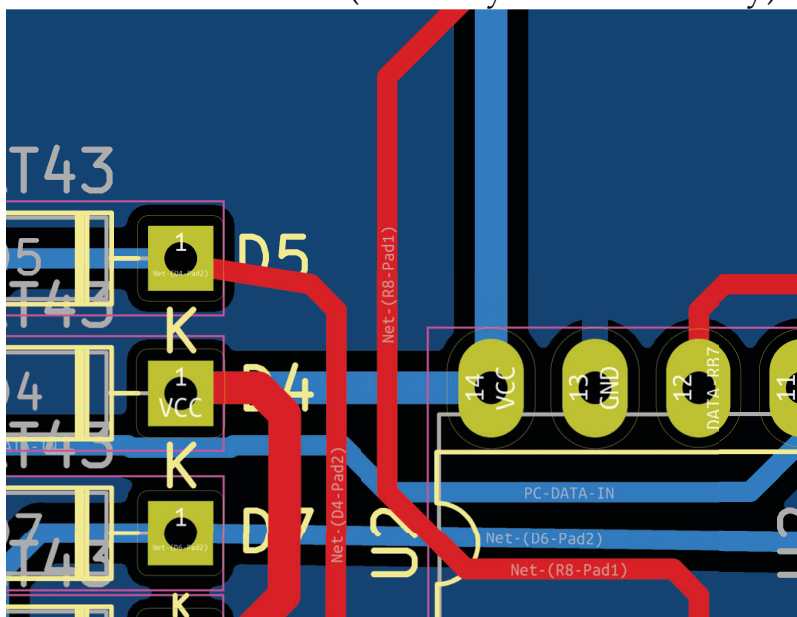 T43
5
1
Net-(D4-Pad2)
D5
Net-(R8-Pad1)
T43
K
4
1
VCC
D4
14
VCC
13
GND
12
DATA-RB7
11
T43
K
PC-DATA-IN
7
1
Net-(D6-Pad2)
D7
Net-(D4-Pad2)
U2
Net-(D6-Pad2)
Net-(R8-Pad1)
T43
K